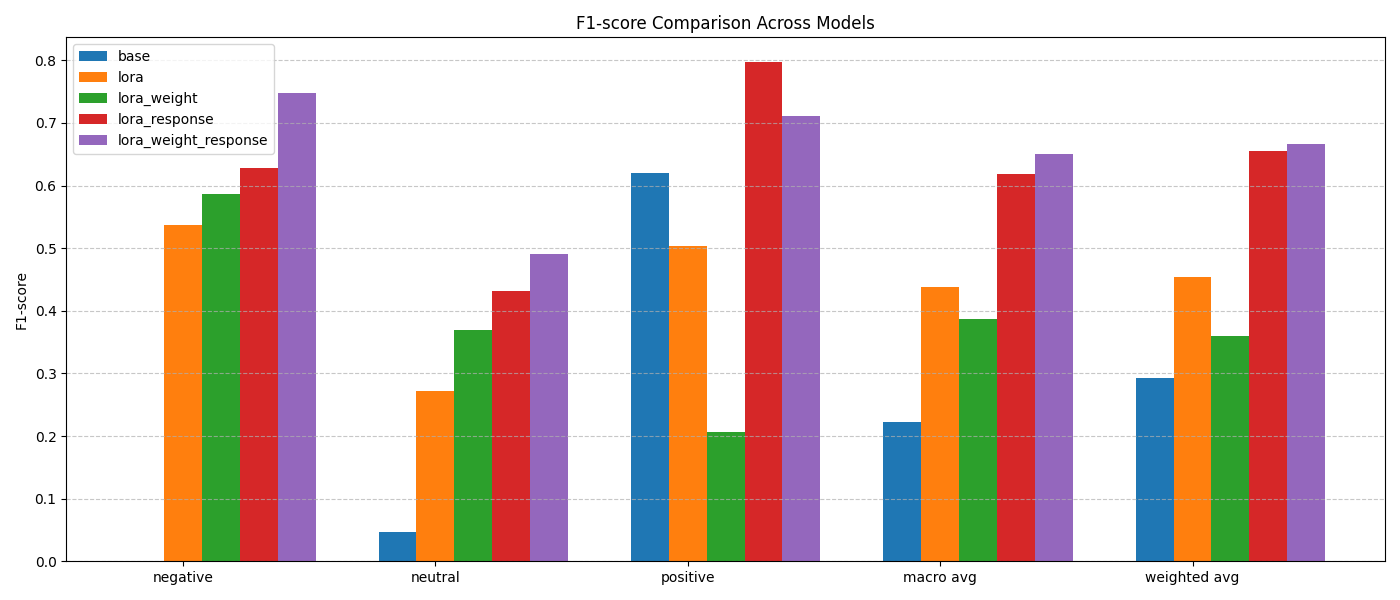 F1-score Comparison Across Models
base
lora
lora_weight
lora_response
lora_weight_response
F1-score
0.8
0.7
0.6
0.5
0.4
0.3
0.2
0.1
0.0
negative
neutral
positive
macro avg
weighted avg